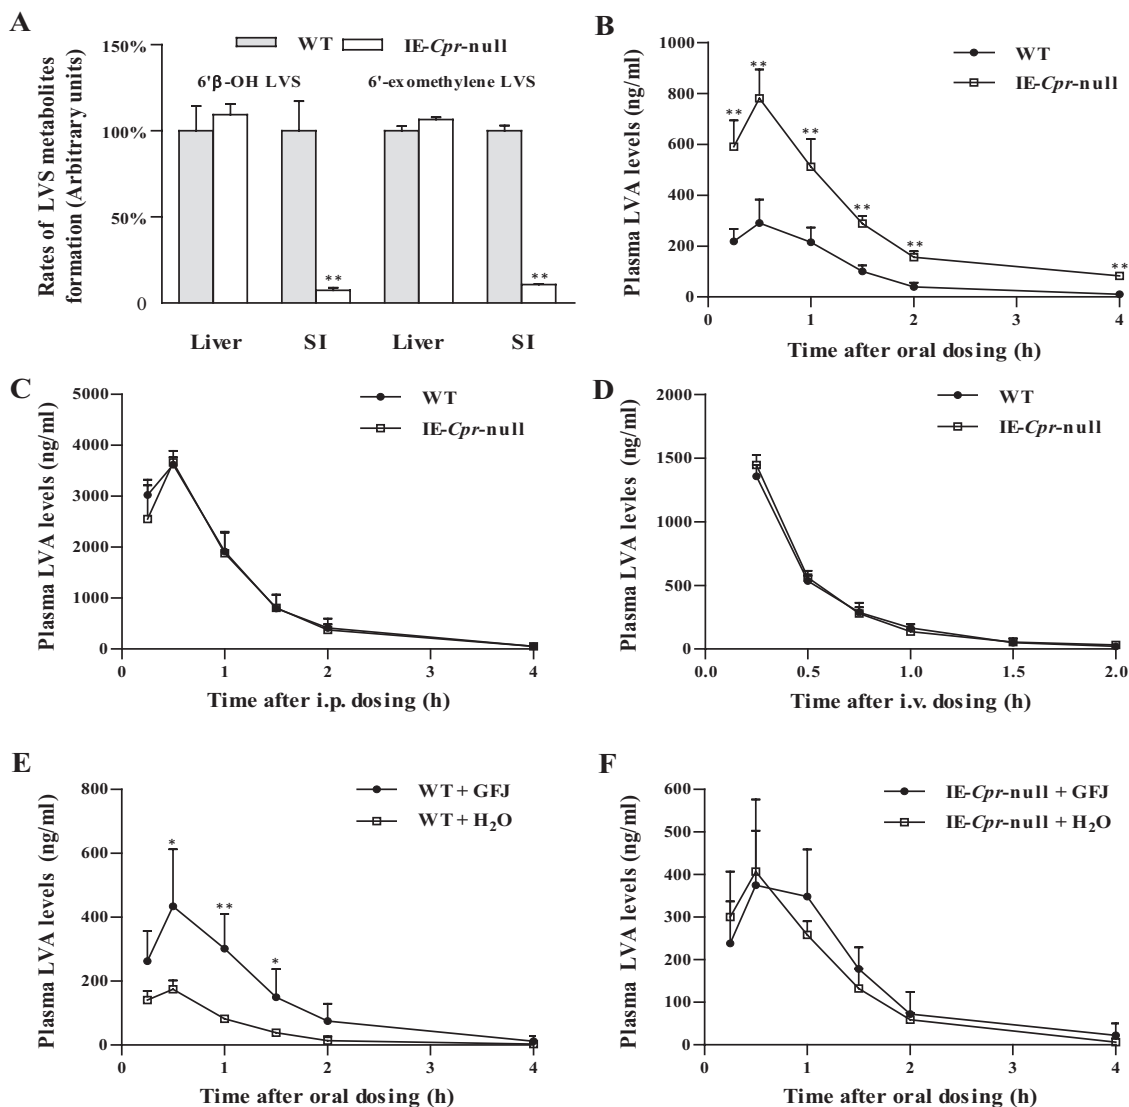 A
150%
100%
50%
0
Rates of LVS metabolites
formation (Arbitrary units)
WT
IE-Cpr-null
6'β-OH LVS
6'-exomethylene LVS
**
**
Liver
SI
Liver
SI
B
1000
800
600
400
200
0
Plasma LVA levels (ng/ml)
WT
IE-Cpr-null
**
**
**
**
**
**
0
1
2
3
4
Time after oral dosing (h)
C
5000
4000
3000
2000
1000
0
Plasma LVA levels (ng/ml)
WT
IE-Cpr-null
0
1
2
3
4
Time after i.p. dosing (h)
D
2000
1500
1000
500
0
Plasma LVA levles (ng/ml)
WT
IE-Cpr-null
0.0
0.5
1.0
1.5
2.0
Time after i.v. dosing (h)
E
800
600
400
200
0
Plasma LVA levels (ng/ml)
WT + GFJ
WT + H₂O
*
**
*
0
1
2
3
4
Time after oral dosing (h)
F
600
500
400
300
200
100
0
Plasma LVA levels (ng/ml)
IE-Cpr-null + GFJ
IE-Cpr-null + H₂O
0
1
2
3
4
Time after oral dosing (h)